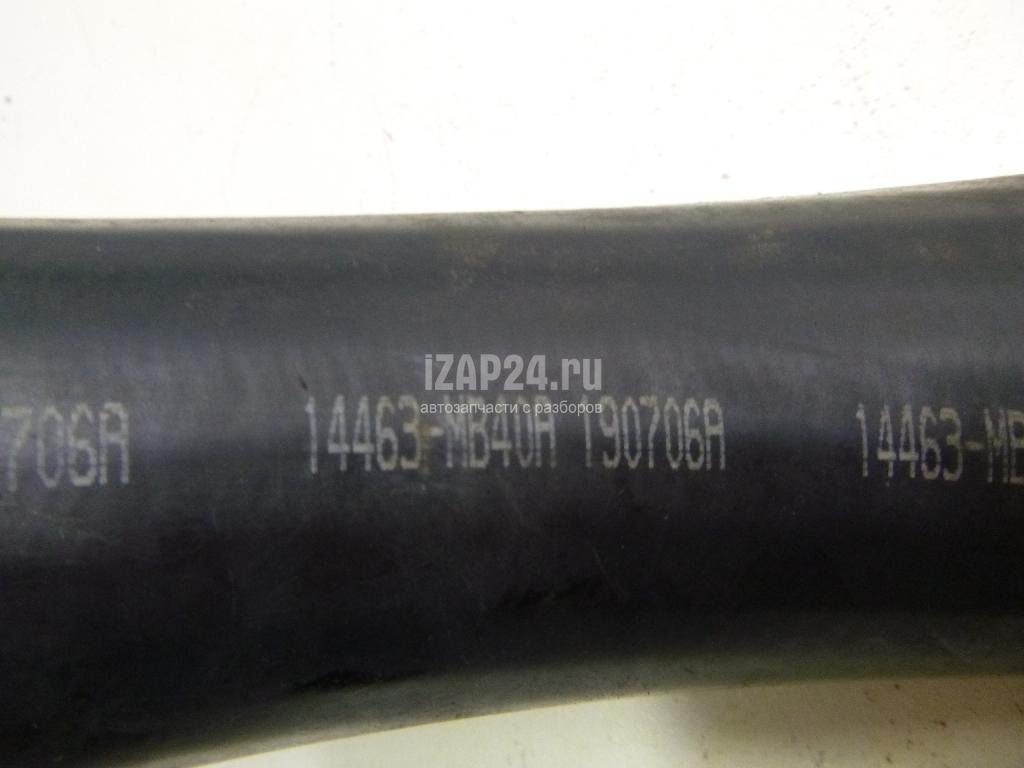 iZAP24.ru
автозапчасти с разборов
706A 14463-MB40A 190706A 14463-MB